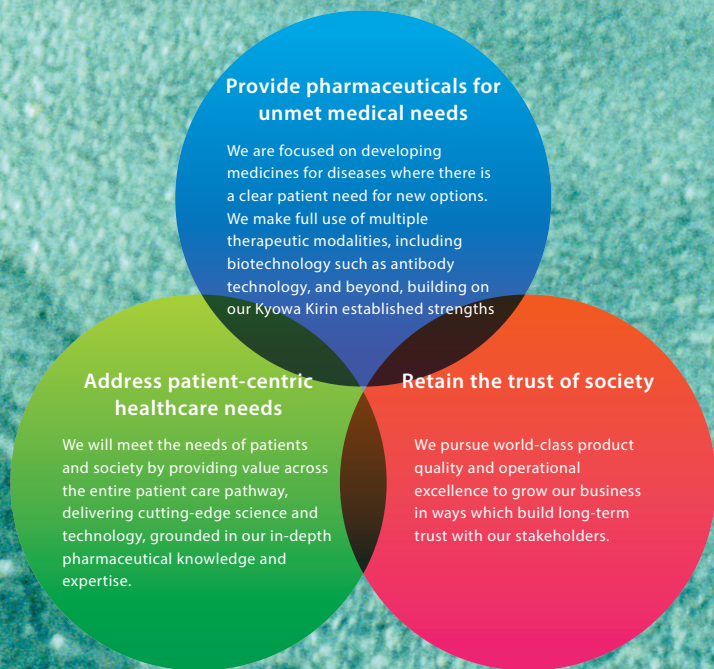 Provide pharmaceuticals for
unmet medical needs
We are focused on developing
medicines for diseases where there is
a clear patient need for new options.
We make full use of multiple
therapeutic modalities, including
biotechnology such as antibody
technology, and beyond, building on
our Kyowa Kirin established strengths
Address patient-centric
healthcare needs
We will meet the needs of patients
and society by providing value across
the entire patient care pathway,
delivering cutting-edge science and
technology, grounded in our in-depth
pharmaceutical knowledge and
expertise.
Retain the trust of society
We pursue world-class product
quality and operational
excellence to grow our business
in ways which build long-term
trust with our stakeholders.